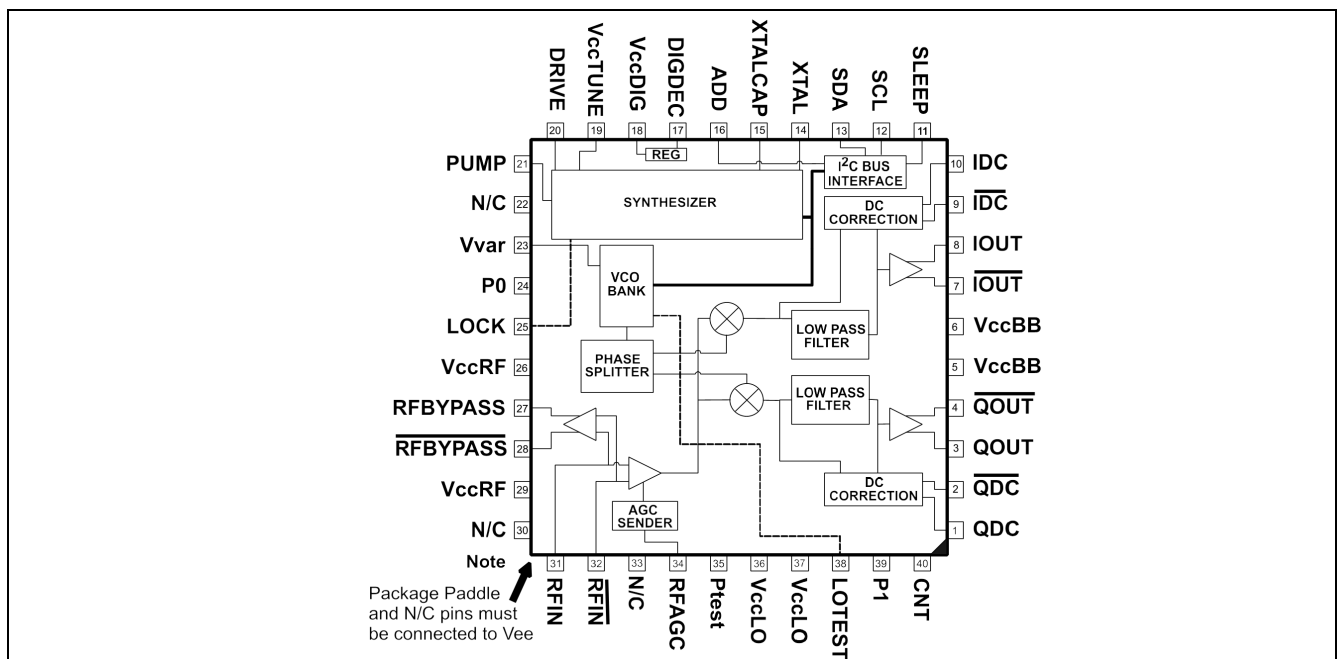 DRIVE
VccTUNE
VccDIG
DIGDEC
ADD
XTALCAP
XTAL
SDA
SCL
SLEEP
20
19
18
17
16
15
14
13
12
11
PUMP 21
N/C 22
Vvar 23
P0 24
LOCK 25
VccRF 26
RFBYPASS 27
RFBYPASS 28
VccRF 29
N/C 30
REG
SYNTHESIZER
I2C BUS
INTERFACE
DC
CORRECTION
VCO
BANK
LOW PASS
FILTER
PHASE
SPLITTER
LOW PASS
FILTER
DC
CORRECTION
AGC
SENDER
10 IDC
9 IDC
8 IOUT
7 IOUT
6 VccBB
5 VccBB
4 QOUT
3 QOUT
2 QDC
1 QDC
31
32
33
34
35
36
37
38
39
40
RFIN
RFIN
N/C
RFAGC
Ptest
VccLO
VccLO
LOTEST
P1
CNT
Note
Package Paddle
and N/C pins must
be connected to Vee